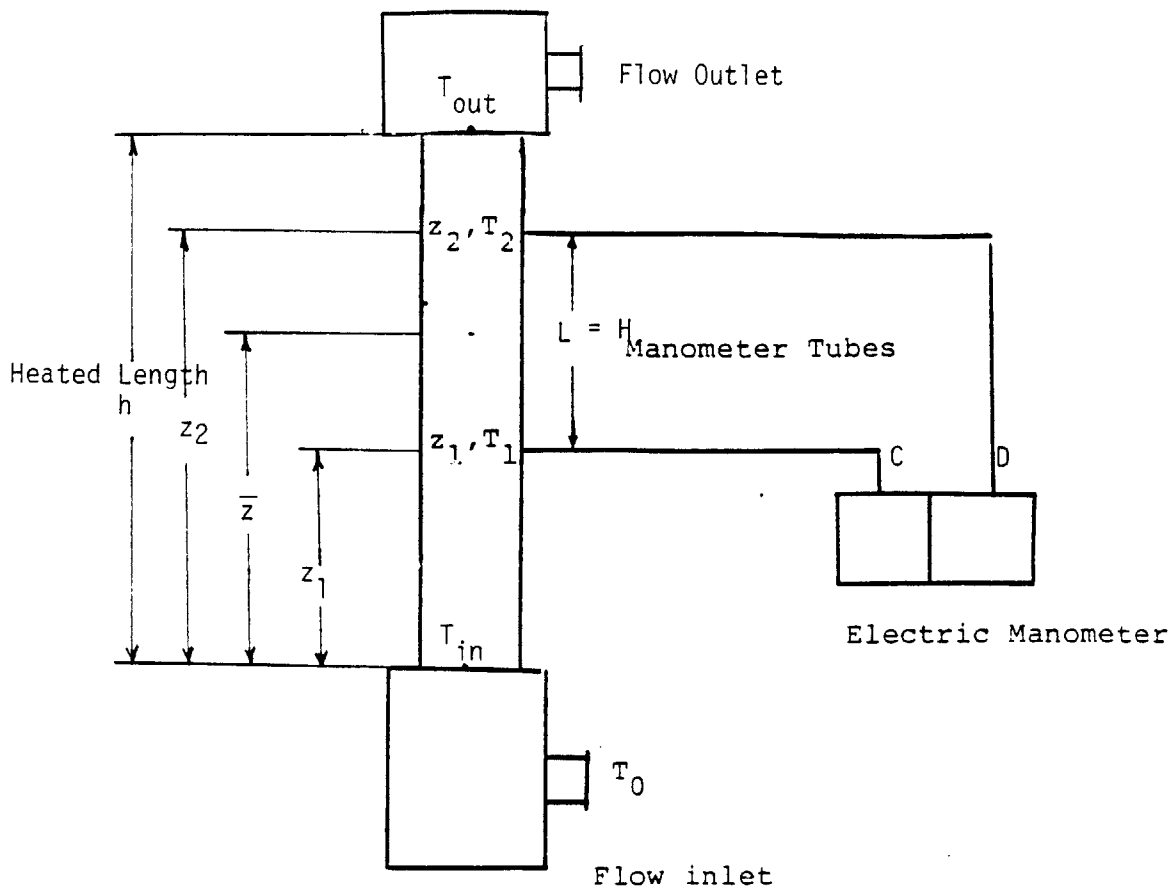 Flow Outlet
T_out
z_2, T_2
L = H
Manometer Tubes
Heated Length
h
z_2
z̅
z_1, T_1
C
D
z_1
Electric Manometer
T_in
T_0
Flow inlet